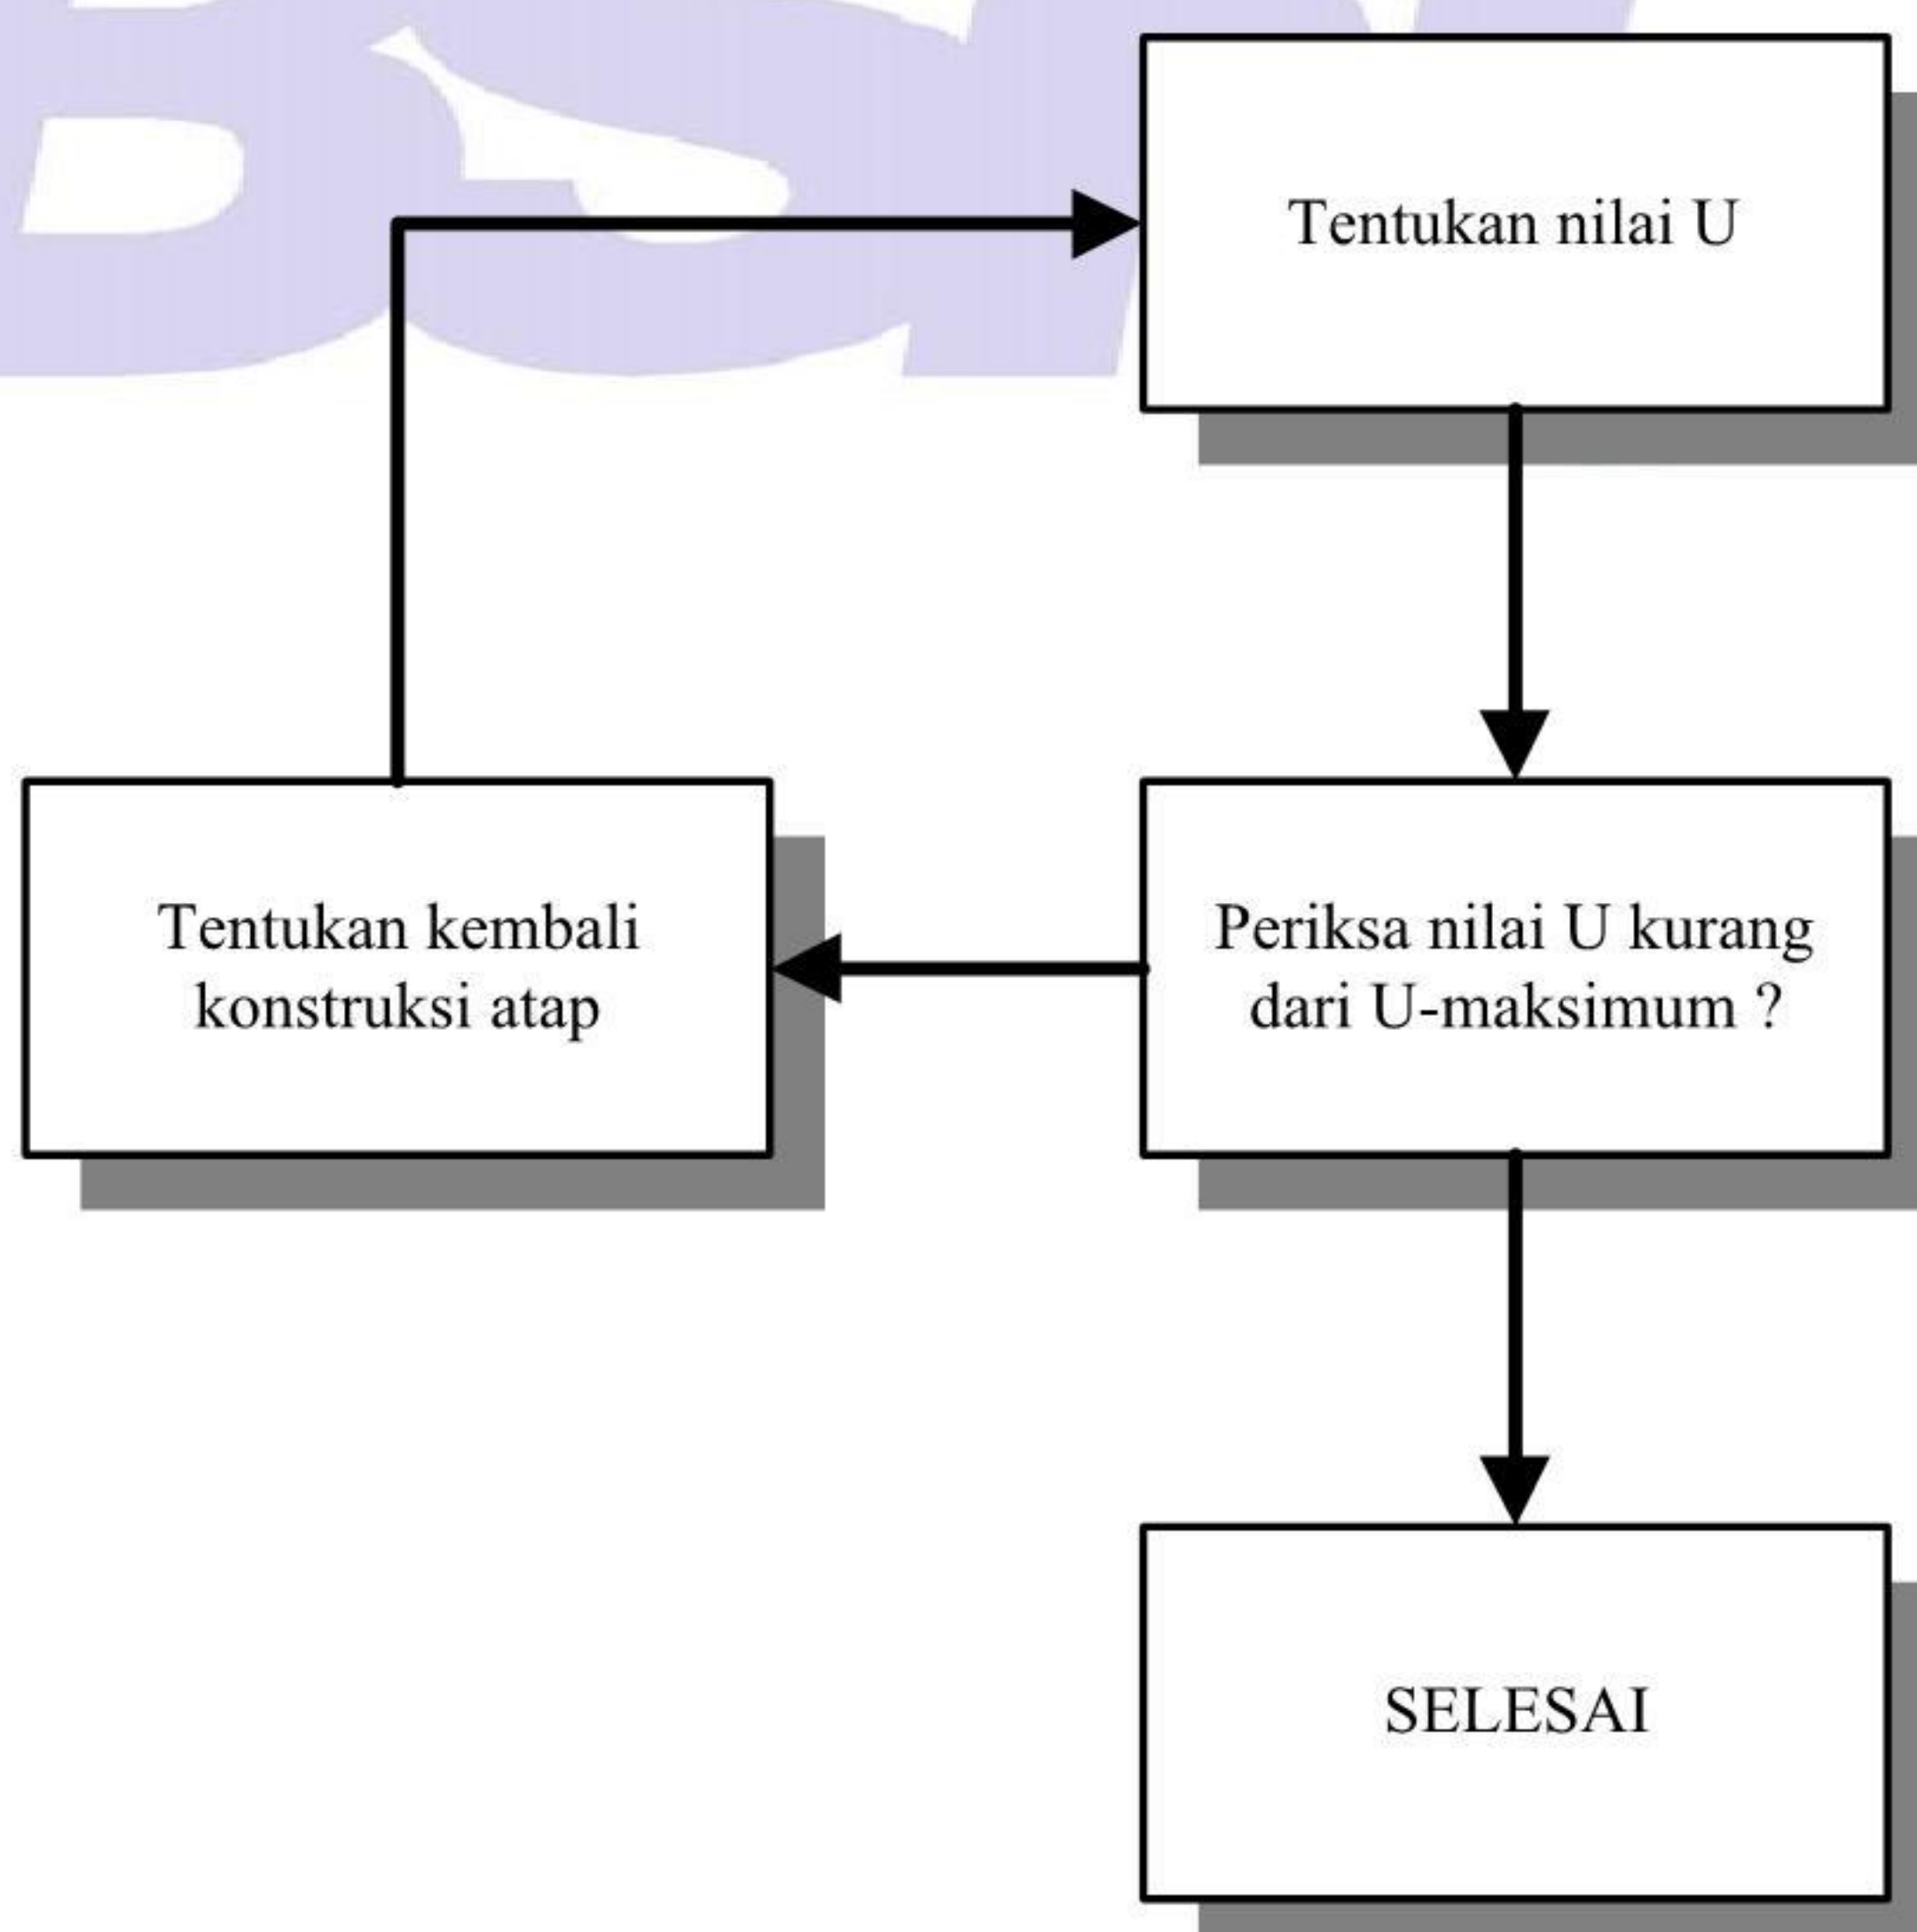 Tentukan nilai U
Tentukan kembali
konstruksi atap
Periksa nilai U kurang
dari U-maksimum ?
SELESAI